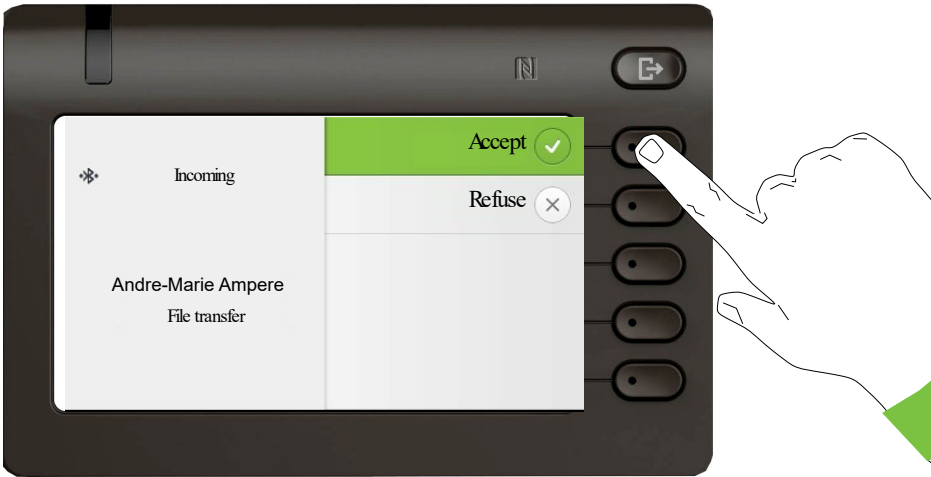 Accept
Incoming
Refuse
Andre-Marie Ampere
File transfer